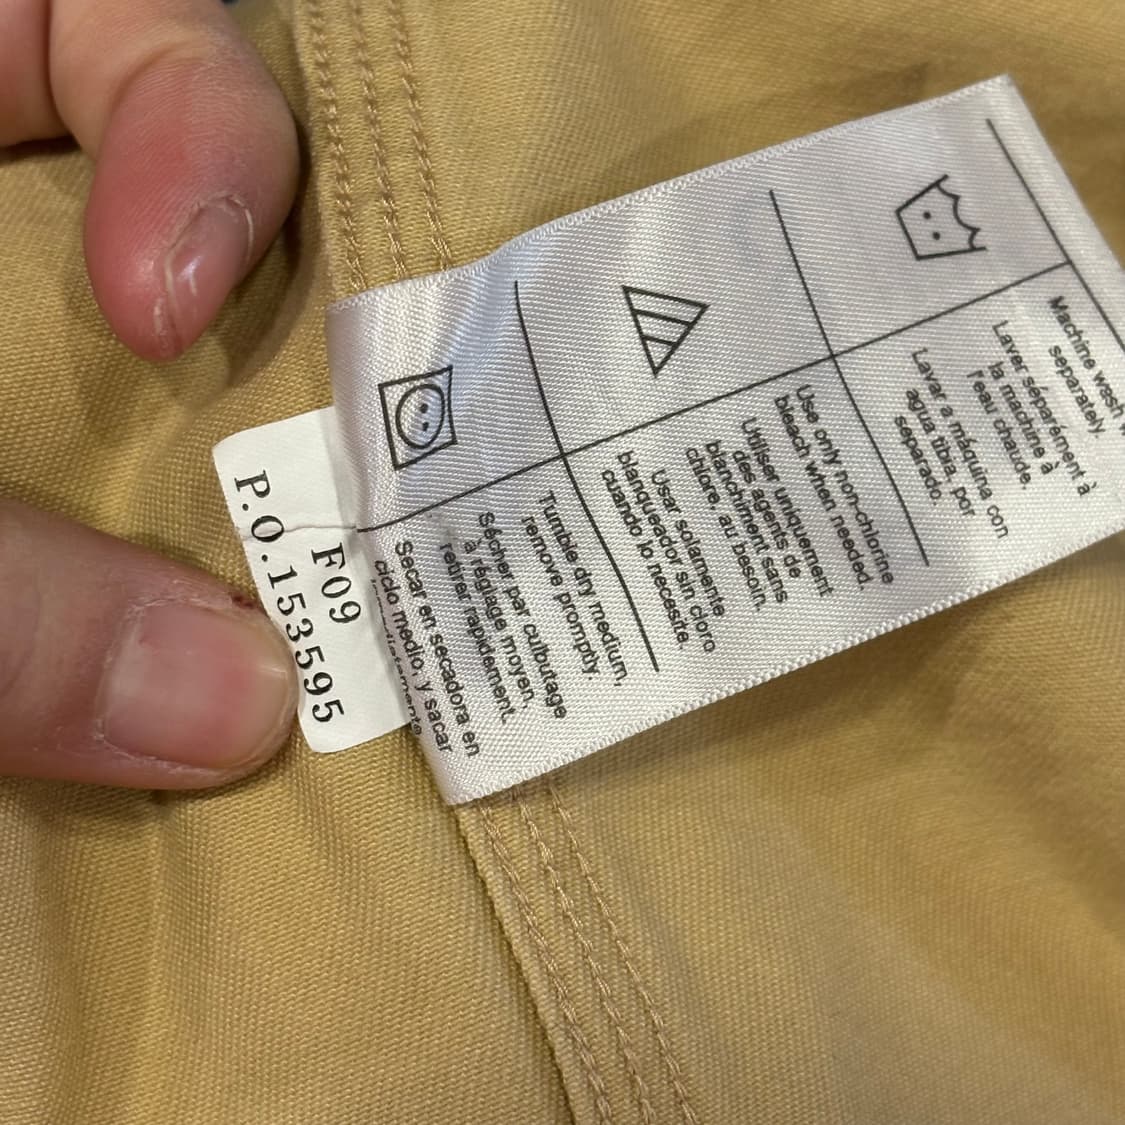 Machine wash
separately.
Laver séparément à
la machine à
l'eau chaude.
Lavar a máquina con
agua tibia, por
separado.
Use only non-chlorine
bleach when needed.
Utiliser uniquement
des agents de
blanchiment sans
chlore, au besoin.
Usar solamente
blanqueador sin cloro
cuando lo necesite.
Tumble dry medium,
remove promptly.
Sécher par culbutage
à réglage moyen,
retirer rapidement.
Secar en secadora en
ciclo medio, y sacar
F09
P.O.153595